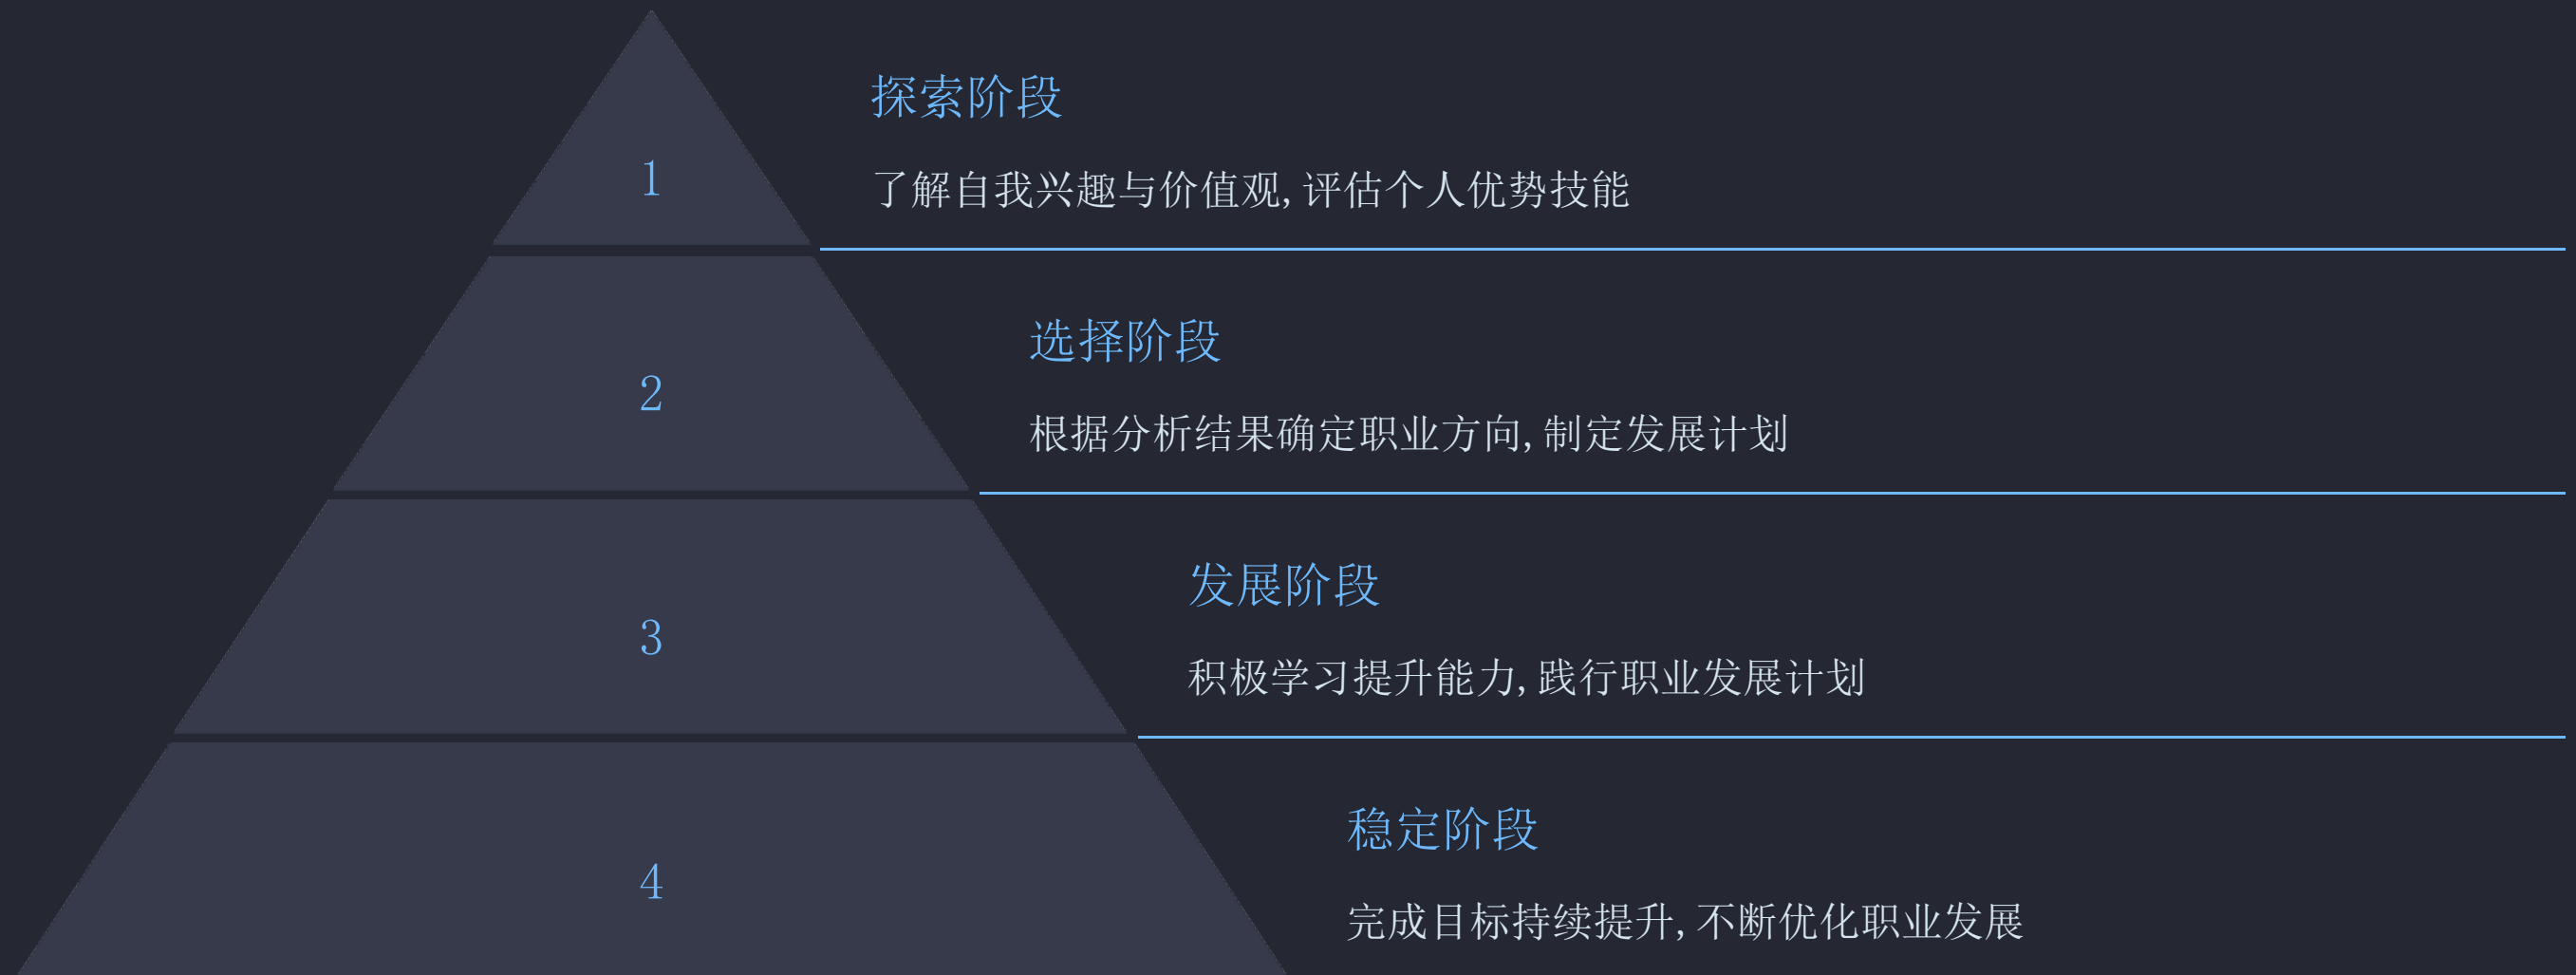 探索阶段
1
了解自我兴趣与价值观,评估个人优势技能
选择阶段
2
根据分析结果确定职业方向,制定发展计划
发展阶段
3
积极学习提升能力,践行职业发展计划
稳定阶段
4
完成目标持续提升,不断优化职业发展